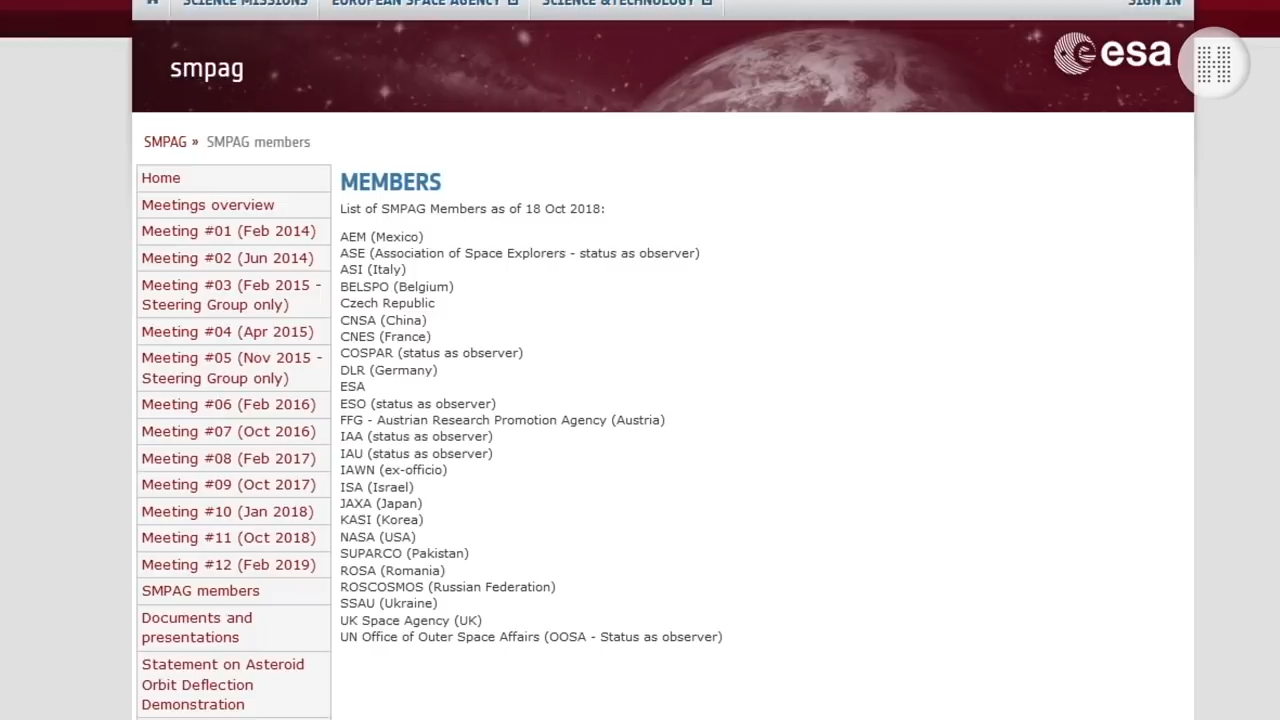 SCIENCE MISSIONS
EUROPEAN SPACE AGENCY
SCIENCE & TECHNOLOGY
SIGN IN
smpag
esa
SMPAG » SMPAG members
Home
Meetings overview
Meeting #01 (Feb 2014)
Meeting #02 (Jun 2014)
Meeting #03 (Feb 2015 -
Steering Group only)
Meeting #04 (Apr 2015)
Meeting #05 (Nov 2015 -
Steering Group only)
Meeting #06 (Feb 2016)
Meeting #07 (Oct 2016)
Meeting #08 (Feb 2017)
Meeting #09 (Oct 2017)
Meeting #10 (Jan 2018)
Meeting #11 (Oct 2018)
Meeting #12 (Feb 2019)
SMPAG members
Documents and
presentations
Statement on Asteroid
Orbit Deflection
Demonstration
MEMBERS
List of SMPAG Members as of 18 Oct 2018:
AEM (Mexico)
ASE (Association of Space Explorers - status as observer)
ASI (Italy)
BELSPO (Belgium)
Czech Republic
CNSA (China)
CNES (France)
COSPAR (status as observer)
DLR (Germany)
ESA
ESO (status as observer)
FFG - Austrian Research Promotion Agency (Austria)
IAA (status as observer)
IAU (status as observer)
IAWN (ex-officio)
ISA (Israel)
JAXA (Japan)
KASI (Korea)
NASA (USA)
SUPARCO (Pakistan)
ROSA (Romania)
ROSCOSMOS (Russian Federation)
SSAU (Ukraine)
UK Space Agency (UK)
UN Office of Outer Space Affairs (OOSA - Status as observer)
H